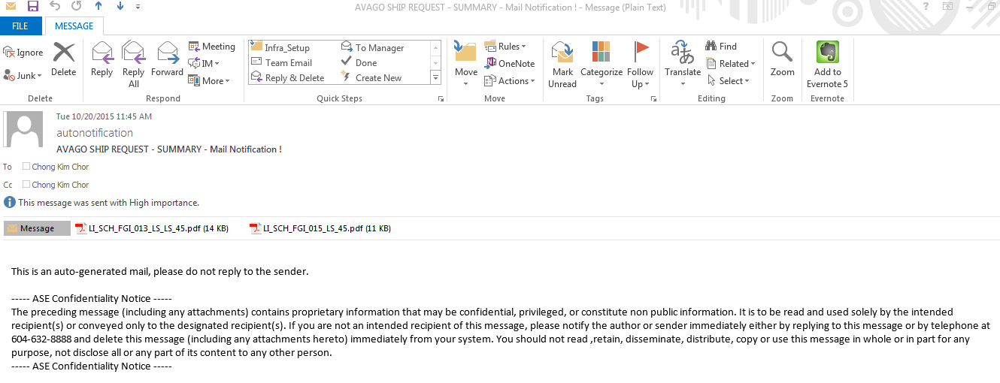 AVAGO SHIP REQUEST - SUMMARY - Mail Notification ! - Message (Plain Text)
?
FILE
MESSAGE
Ignore
Junk
Delete
Reply
Reply All
Forward
Meeting
IM
More
Infra_Setup
Team Email
Reply & Delete
To Manager
Done
Create New
Move
Rules
OneNote
Actions
Mark Unread
Categorize
Follow Up
Translate
Find
Related
Select
Zoom
Add to Evernote 5
Delete
Respond
Quick Steps
Move
Tags
Editing
Zoom
Evernote
Tue 10/20/2015 11:45 AM
autonotification
AVAGO SHIP REQUEST - SUMMARY - Mail Notification !
To Chong Kim Chor
Cc Chong Kim Chor
This message was sent with High importance.
Message LI_SCH_FGI_013_LS_LS_45.pdf (14 KB) LI_SCH_FGI_015_LS_45.pdf (11 KB)
This is an auto-generated mail, please do not reply to the sender.
----- ASE Confidentiality Notice -----
The preceding message (including any attachments) contains proprietary information that may be confidential, privileged, or constitute non public information. It is to be read and used solely by the intended
recipient(s) or conveyed only to the designated recipient(s). If you are not an intended recipient of this message, please notify the author or sender immediately either by replying to this message or by telephone at
604-632-8888 and delete this message (including any attachments hereto) immediately from your system. You should not read ,retain, disseminate, distribute, copy or use this message in whole or in part for any
purpose, not disclose all or any part of its content to any other person.
----- ASE Confidentiality Notice -----